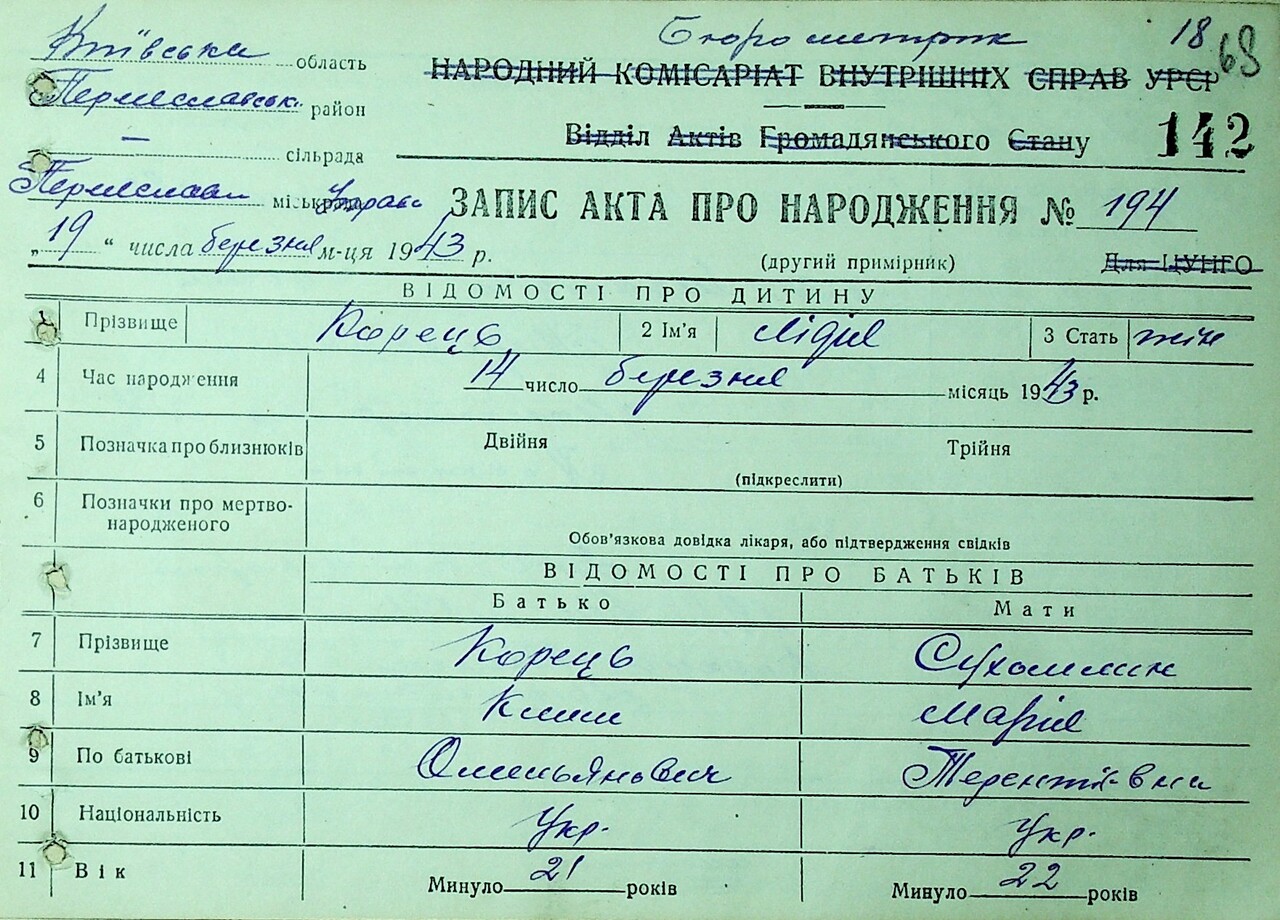 Київська область
Бюро метрик 18 68
НАРОДНИЙ КОМІСАРІАТ ВНУТРІШНІХ СПРАВ УРСР
Переяславськ. район
Відділ Актів Громадянського Стану 142
— сільрада
Переяслав міськрада Управа
ЗАПИС АКТА ПРО НАРОДЖЕННЯ № 194
„ 19 “ числа березня м-ця 1943 р.
(другий примірник) Для ЦУНГО
ВІДОМОСТІ ПРО ДИТИНУ
1 Прізвище Корець 2 Ім'я Лідія 3 Стать жін
4 Час народження 14 число березня місяць 1943 р.
5 Позначка про близнюків Двійня Трійня
(підкреслити)
6 Позначки про мертво-
народженого
Обов'язкова довідка лікаря, або підтвердження свідків
ВІДОМОСТІ ПРО БАТЬКІВ
Батько Мати
7 Прізвище Корець Сухомлин
8 Ім'я Клим Марія
9 По батькові Омельянович Терентіївна
10 Національність Укр. Укр.
11 Вік Минуло 21 років Минуло 22 років